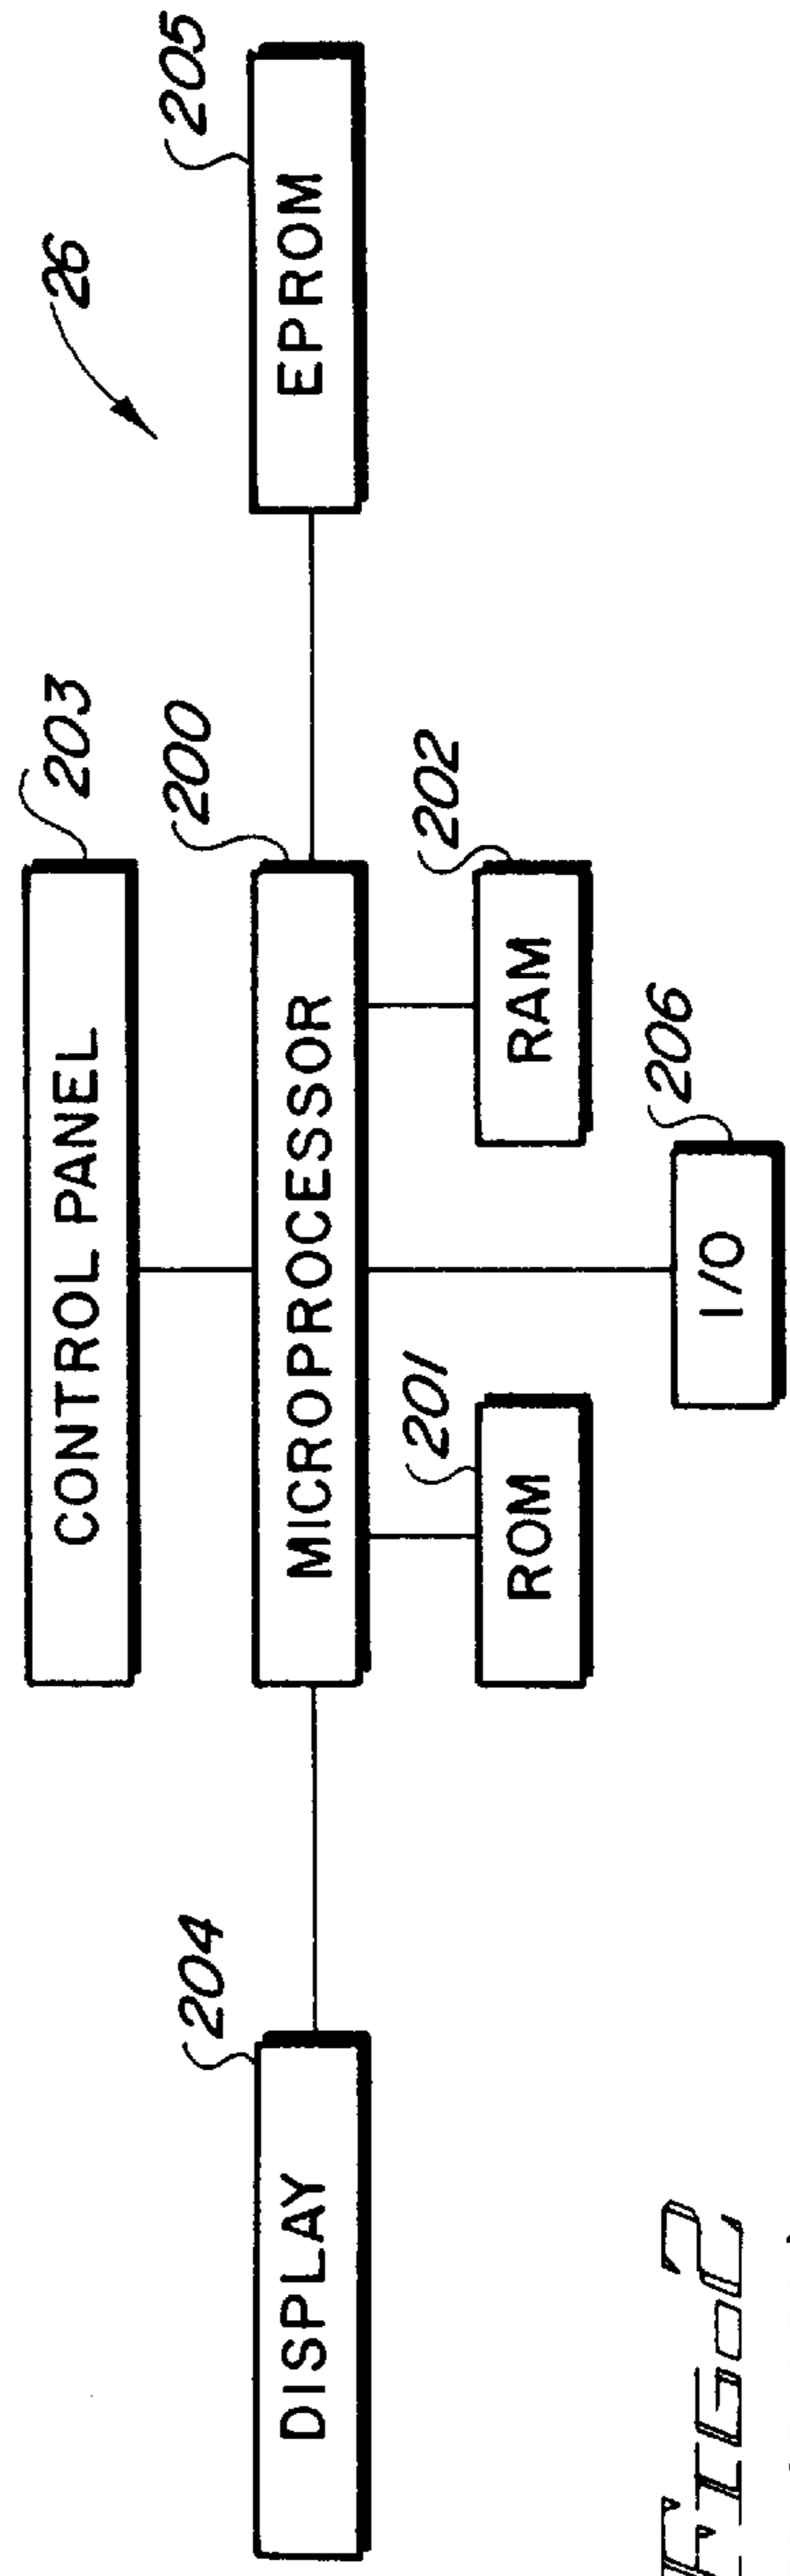 26
203
CONTROL PANEL
204
DISPLAY
200
MICROPROCESSOR
205
EPROM
201
ROM
202
RAM
206
I/O
FIG. 2